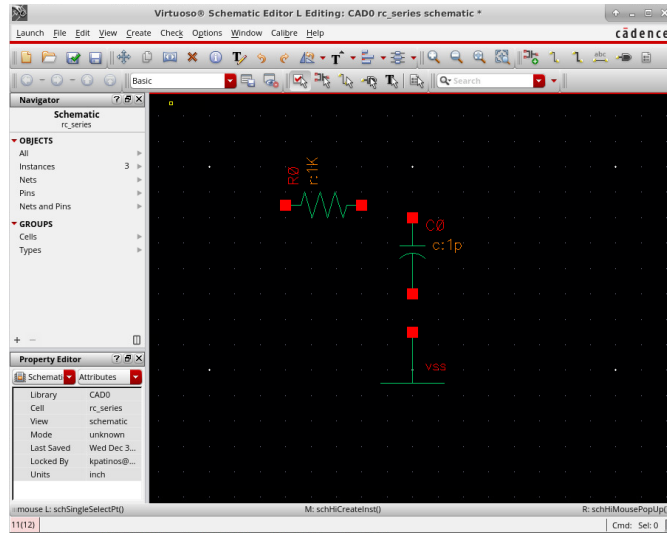 Virtuoso® Schematic Editor L Editing: CAD0 rc_series schematic *
Launch File Edit View Create Check Options Window Calibre Help cādence
Basic
Search
Navigator
Schematic
rc_series
OBJECTS
All
Instances 3
Nets
Pins
Nets and Pins
GROUPS
Cells
Types
Property Editor
Schemati Attributes
Library CAD0
Cell rc_series
View schematic
Mode unknown
Last Saved Wed Dec 3...
Locked By kpatinos@...
Units inch
R0
r:1K
C0
c:1p
vss
mouse L: schSingleSelectPt() M: schHiCreateInst() R: schHiMousePopUp()
11(12) Cmd: Sel: 0